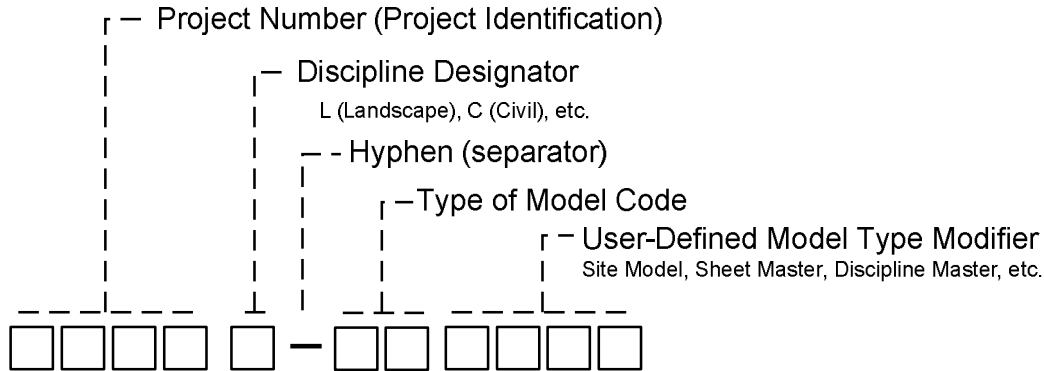 Project Number (Project Identification)
Discipline Designator
L (Landscape), C (Civil), etc.
Hyphen (separator)
Type of Model Code
User-Defined Model Type Modifier
Site Model, Sheet Master, Discipline Master, etc.